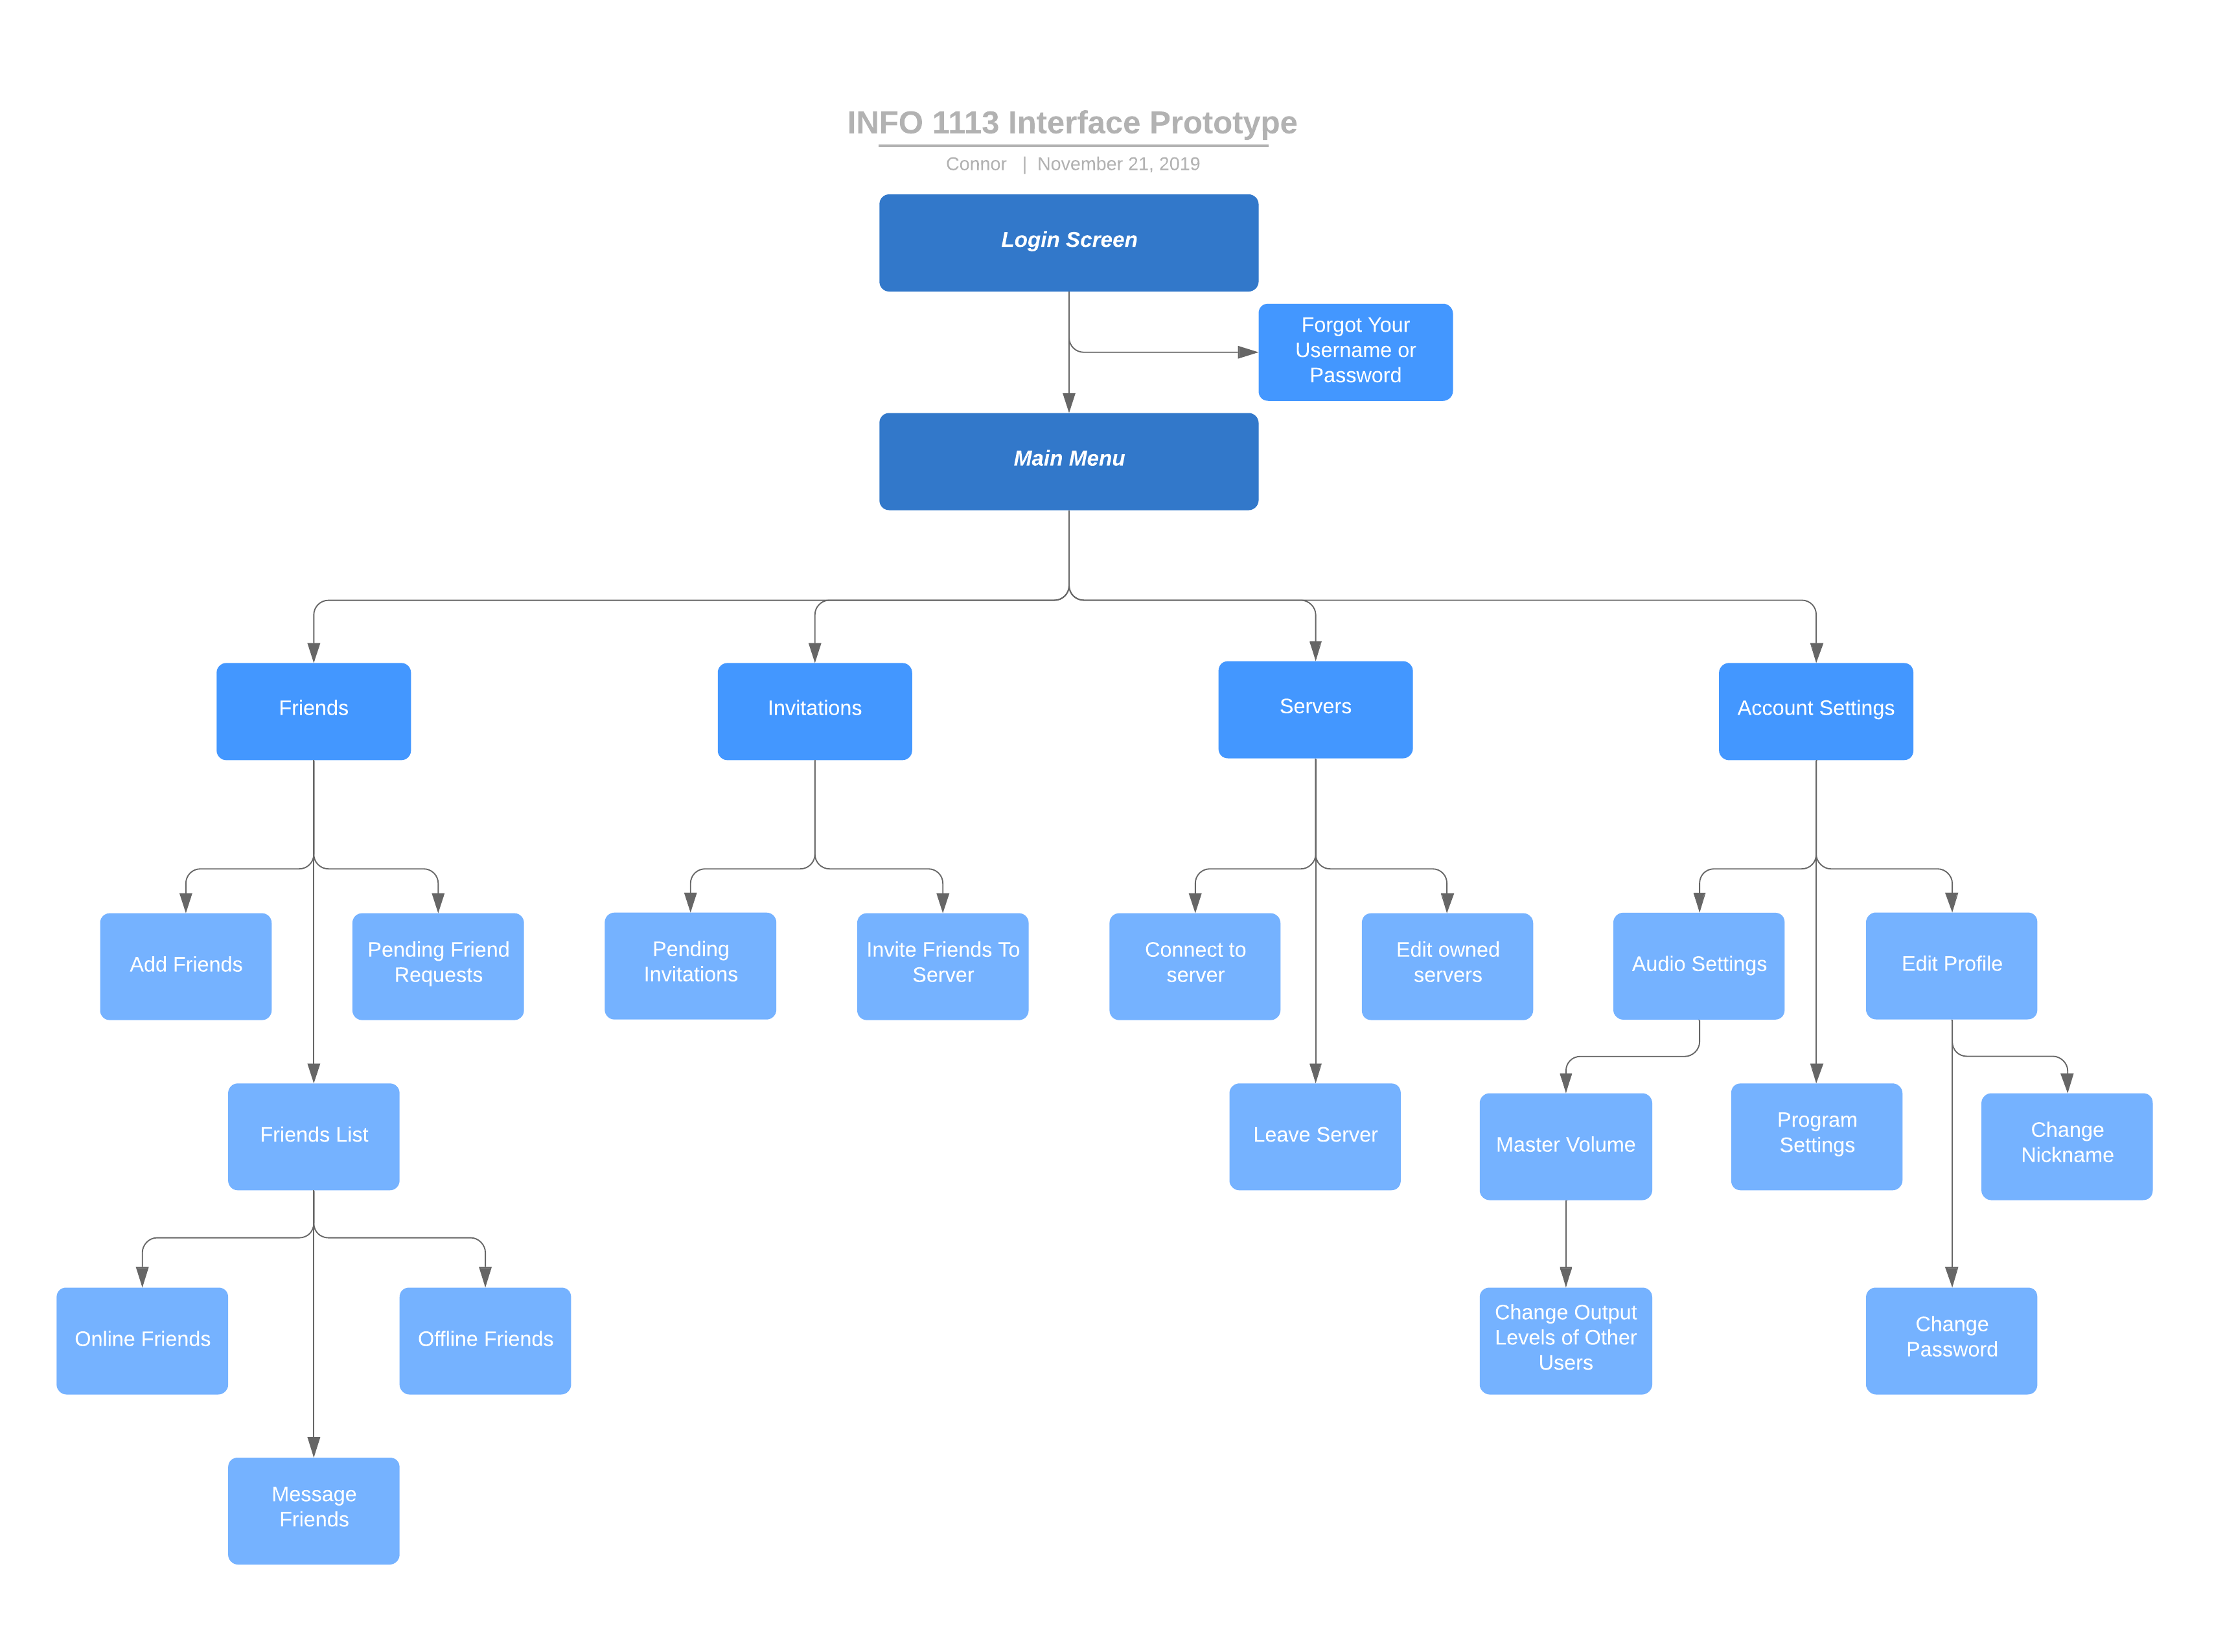 INFO 1113 Interface Prototype
Connor | November 21, 2019
Login Screen
Forgot Your
Username or
Password
Main Menu
Friends
Invitations
Servers
Account Settings
Add Friends
Pending Friend
Requests
Pending
Invitations
Invite Friends To
Server
Connect to
server
Edit owned
servers
Audio Settings
Edit Profile
Friends List
Leave Server
Master Volume
Program
Settings
Change
Nickname
Online Friends
Offline Friends
Change Output
Levels of Other
Users
Change
Password
Message
Friends